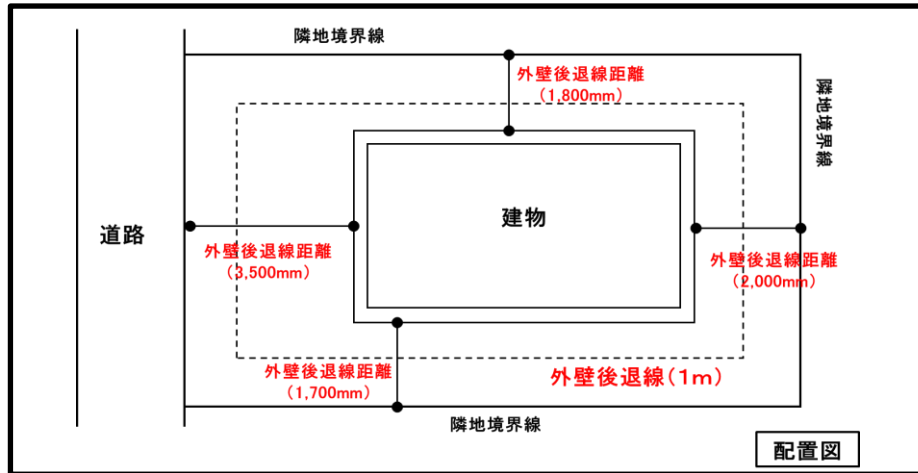 隣地境界線
外壁後退線距離
（1,800mm）
隣地境界線
建物
道路
外壁後退線距離
（3,500mm）
外壁後退線距離
（2,000mm）
外壁後退線距離
（1,700mm）
外壁後退線（1m）
隣地境界線
配置図